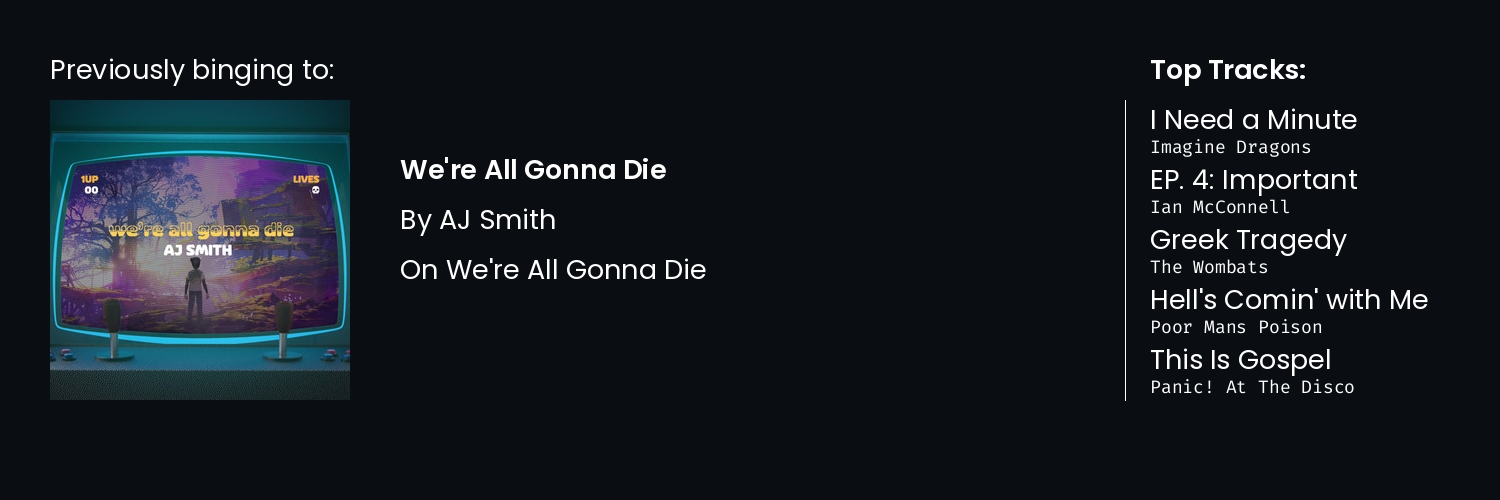 Previously binging to:
1UP
00
LIVES
we're all gonna die
AJ SMITH
We're All Gonna Die
By AJ Smith
On We're All Gonna Die
Top Tracks:
I Need a Minute
Imagine Dragons
EP. 4: Important
Ian McConnell
Greek Tragedy
The Wombats
Hell's Comin' with Me
Poor Mans Poison
This Is Gospel
Panic! At The Disco